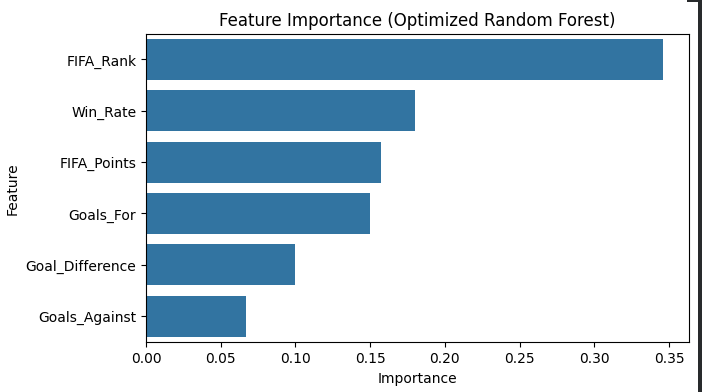 Feature Importance (Optimized Random Forest)
Feature
FIFA_Rank
Win_Rate
FIFA_Points
Goals_For
Goal_Difference
Goals_Against
0.00 0.05 0.10 0.15 0.20 0.25 0.30 0.35
Importance